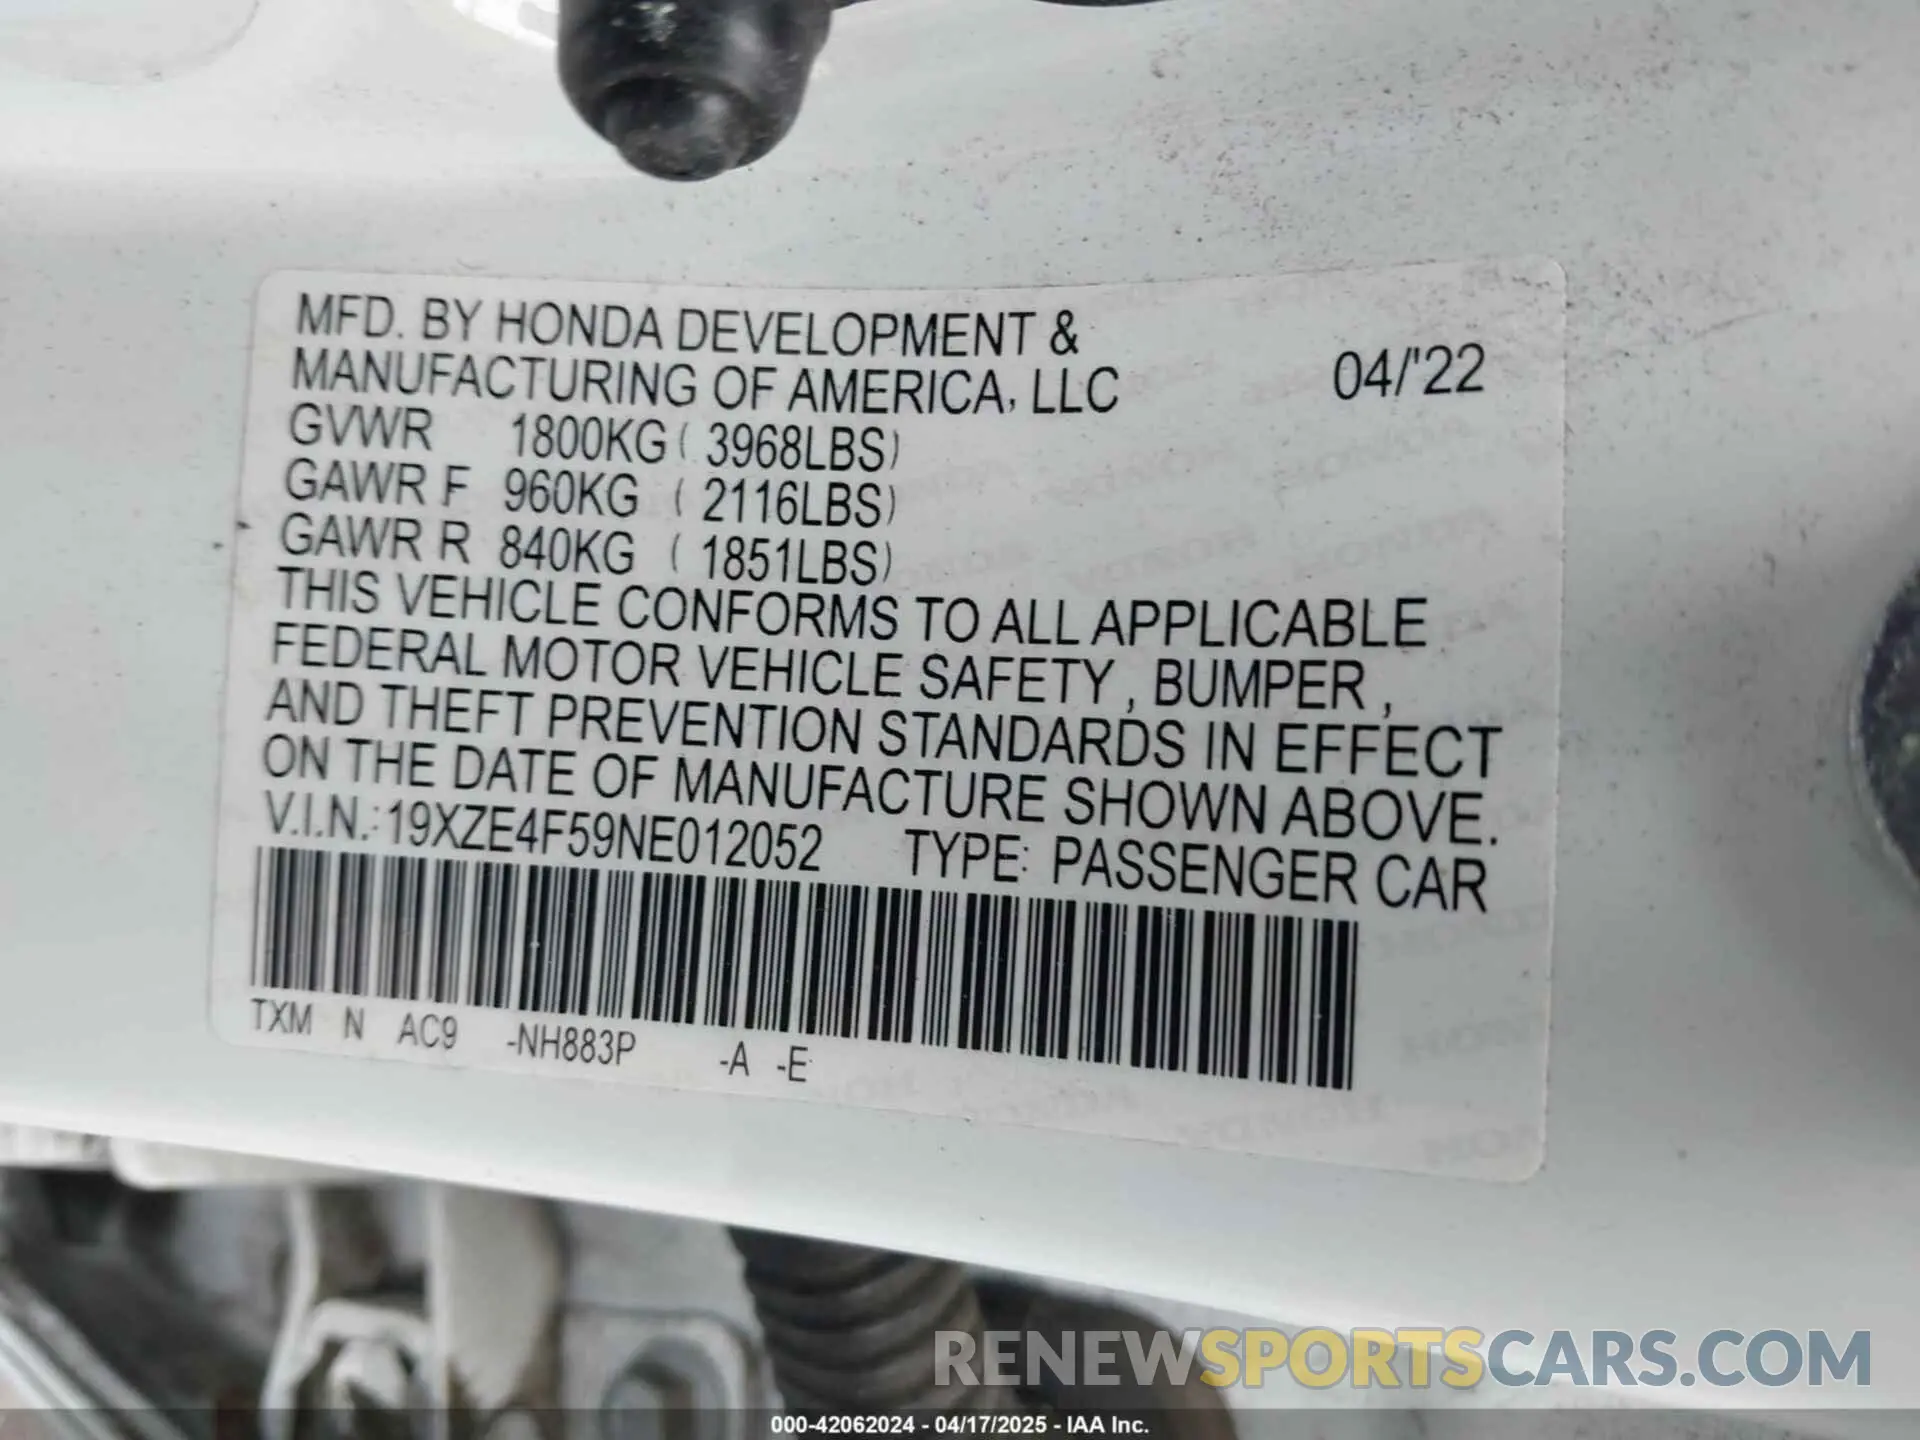 MFD. BY HONDA DEVELOPMENT &
MANUFACTURING OF AMERICA, LLC 04/'22
GVWR 1800KG ( 3968LBS)
GAWR F 960KG ( 2116LBS)
GAWR R 840KG ( 1851LBS)
THIS VEHICLE CONFORMS TO ALL APPLICABLE
FEDERAL MOTOR VEHICLE SAFETY , BUMPER ,
AND THEFT PREVENTION STANDARDS IN EFFECT
ON THE DATE OF MANUFACTURE SHOWN ABOVE.
V.I.N.: 19XZE4F59NE012052 TYPE: PASSENGER CAR
TXM N AC9 -NH883P -A -E
RENEWSPORTSCARS.COM
000-42062024 - 04/17/2025 - IAA Inc.